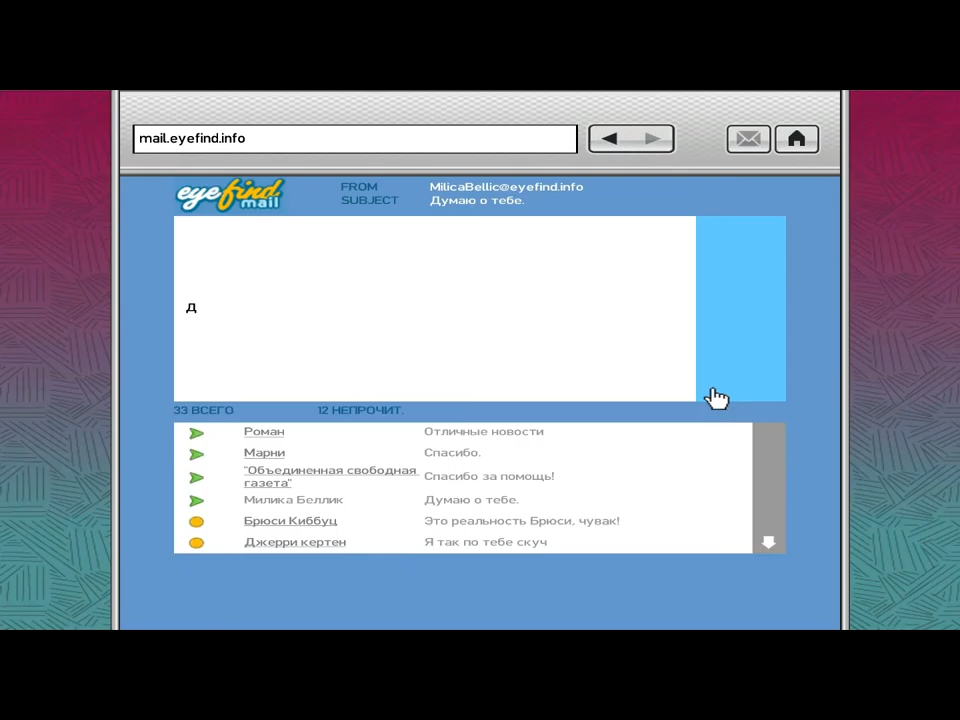 mail.eyefind.info
eyefind mail
FROM MilicaBellic@eyefind.info
SUBJECT Думаю о тебе.
Д
33 ВСЕГО 12 НЕПРОЧИТ.
Роман Отличные новости
Марни Спасибо.
"Объединенная свободная
газета" Спасибо за помощь!
Милика Беллик Думаю о тебе.
Брюси Киббуц Это реальность Брюси, чувак!
Джерри кертен Я так по тебе скуч